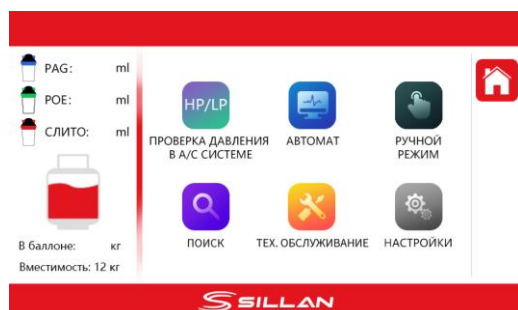 PAG: ml
POE: ml
СЛИТО: ml
В баллоне: кг
Вместимость: 12 кг
HP/LP
ПРОВЕРКА ДАВЛЕНИЯ
В А/С СИСТЕМЕ
АВТОМАТ
РУЧНОЙ
РЕЖИМ
ПОИСК
ТЕХ. ОБСЛУЖИВАНИЕ
НАСТРОЙКИ
SILLAN